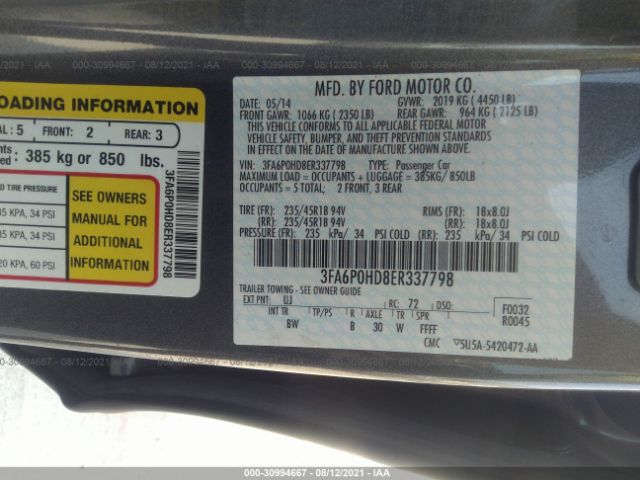 000-30994667 - 08/12/2021 - IAA
OADING INFORMATION
AL: 5 FRONT: 2 REAR: 3
nts
eed 385 kg or 850 lbs.
D TIRE PRESSURE
35 KPA, 34 PSI
35 KPA, 34 PSI
20 KPA, 60 PSI
SEE OWNERS
MANUAL FOR
ADDITIONAL
INFORMATION
3FA6P0HD8ER337798
MFD. BY FORD MOTOR CO.
DATE: 05/14 GVWR: 2019 KG ( 4450 LB)
FRONT GAWR: 1066 KG ( 2350 LB) REAR GAWR: 964 KG ( 2125 LB)
THIS VEHICLE CONFORMS TO ALL APPLICABLE FEDERAL MOTOR
VEHICLE SAFETY, BUMPER, AND THEFT PREVENTION STANDARDS
IN EFFECT ON THE DATE OF MANUFACTURE SHOWN ABOVE.
VIN: 3FA6P0HD8ER337798 TYPE: Passenger Car
MAXIMUM LOAD = OCCUPANTS + LUGGAGE = 385KG/ 850LB
OCCUPANTS = 5 TOTAL; 2 FRONT, 3 REAR
TIRE (FR): 235/45R18 94V RIMS (FR): 18x8.0J
(RR): 235/45R18 94V (RR): 18x8.0J
PRESSURE (FR): 235 kPa/ 34 PSI COLD (RR): 235 kPa/ 34 PSI COLD
3FA6P0HD8ER337798
TRAILER TOWING - SEE OWNER GUIDE
EXT PNT: UJ RC: 72 DSO:
INT TR TP/PS R AXLE TR SPR
BW B 30 W FFFF
F0032
R0045
CMC 5U5A-5420472-AA
000-30994667 - 08/12/2021 - IAA